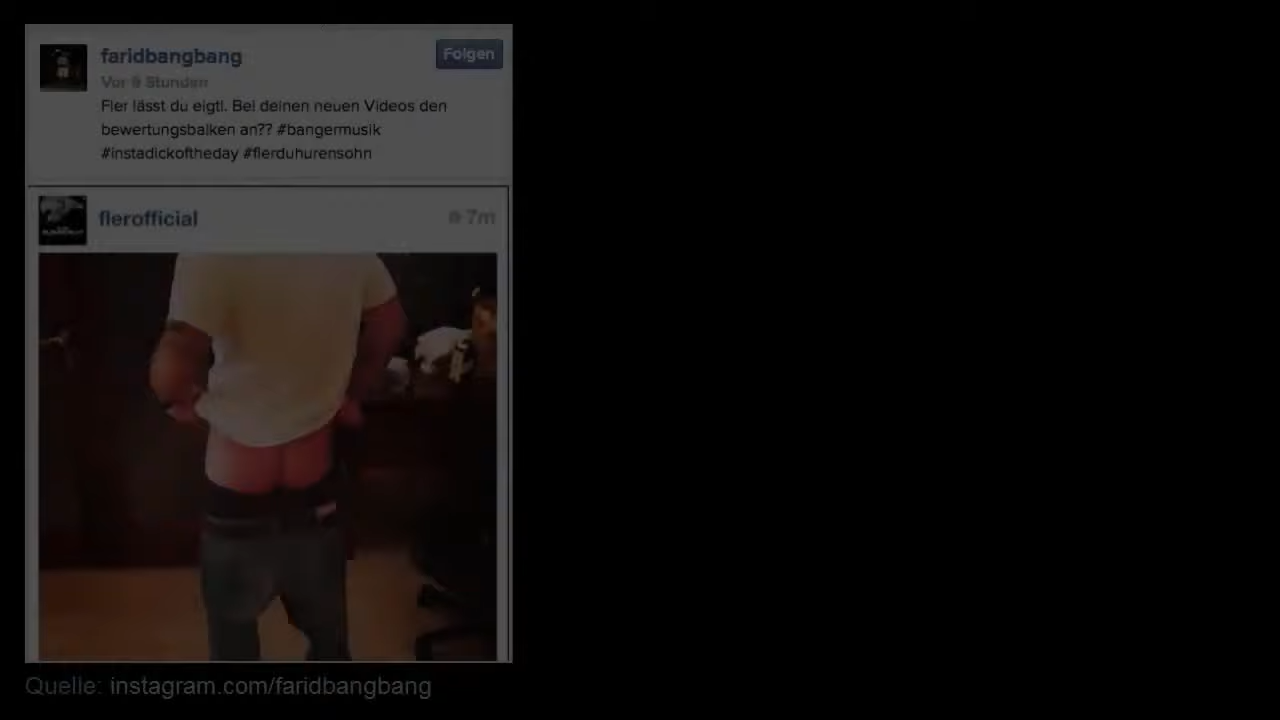 faridbangbang
Folgen
Vor 9 Stunden
Fler lässt du eigtl. Bei deinen neuen Videos den
bewertungsbalken an?? #bangermusik
#instadickoftheday #flerduhurensohn
flerofficial
7m
Quelle: instagram.com/faridbangbang